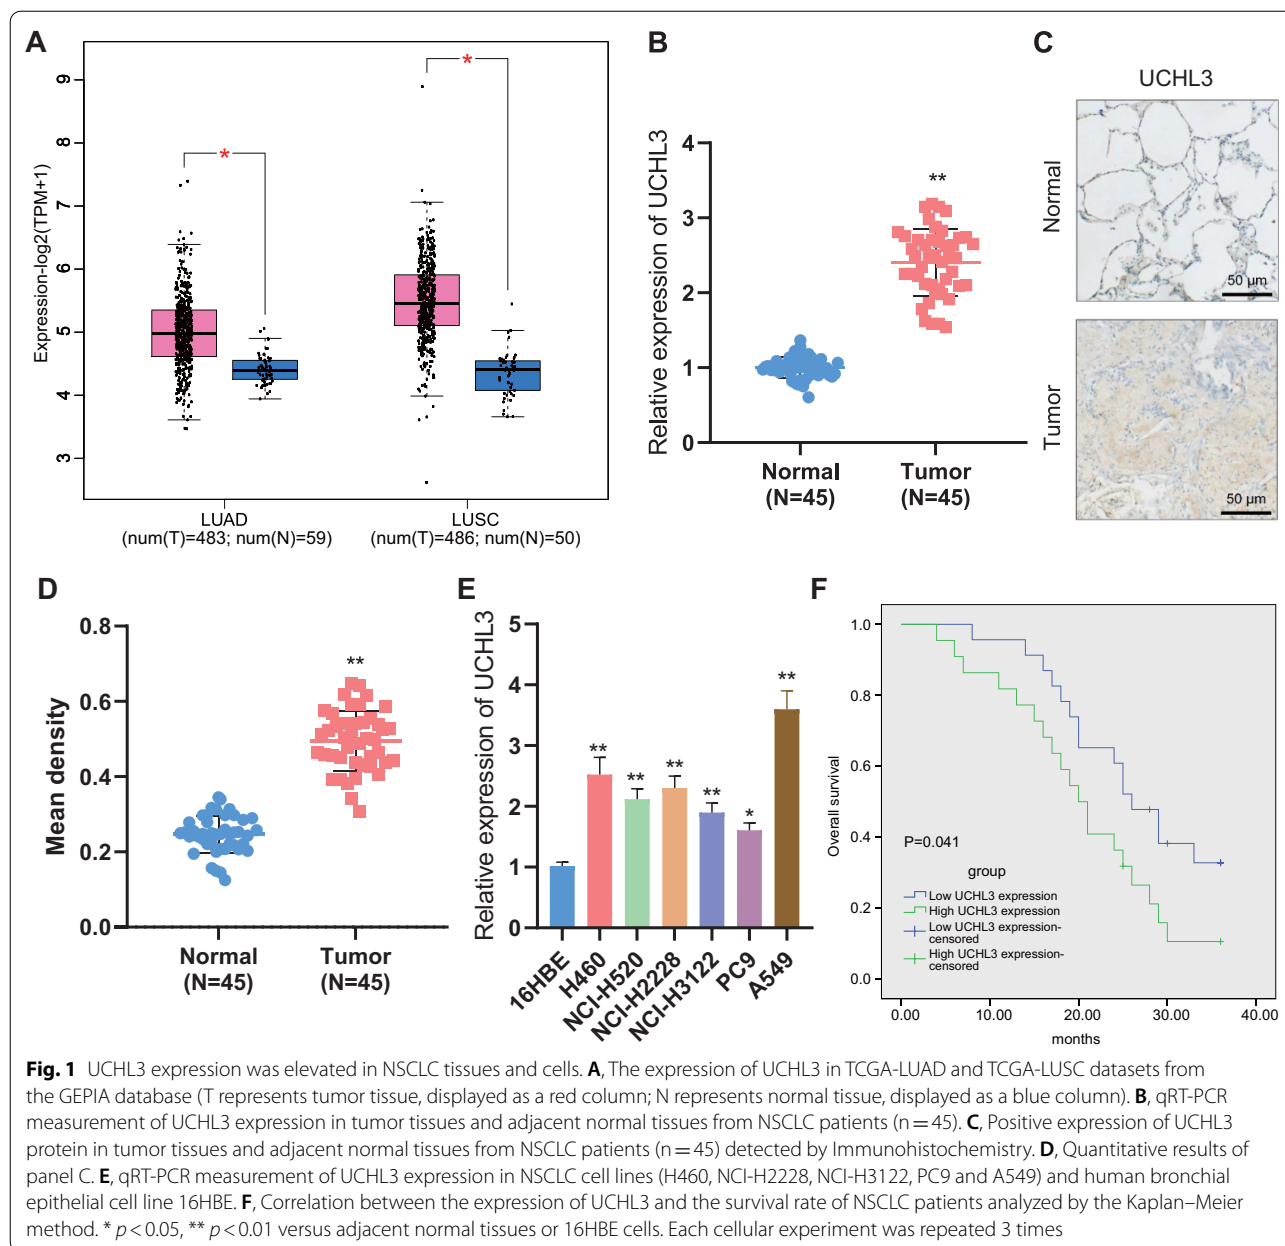 A
Expression-log2(TPM+1)
9
8
7
6
5
4
3
*
*
LUAD
(num(T)=483; num(N)=59)
LUSC
(num(T)=486; num(N)=50)
B
Relative expression of UCHL3
4
3
2
1
0
**
Normal
(N=45)
Tumor
(N=45)
C
UCHL3
Normal
50 µm
Tumor
50 µm
D
Mean density
0.8
0.6
0.4
0.2
0.0
**
Normal
(N=45)
Tumor
(N=45)
E
Relative expression of UCHL3
5
4
3
2
1
0
**
**
**
**
*
**
16HBE
H460
NCI-H520
NCI-H2228
NCI-H3122
PC9
A549
F
Overall survival
1.0
0.8
0.6
0.4
0.2
0.0
P=0.041
group
Low UCHL3 expression
High UCHL3 expression
Low UCHL3 expression-
censored
High UCHL3 expression-
censored
0.00 10.00 20.00 30.00 40.00
months
Fig. 1 UCHL3 expression was elevated in NSCLC tissues and cells. A, The expression of UCHL3 in TCGA-LUAD and TCGA-LUSC datasets from
the GEPIA database (T represents tumor tissue, displayed as a red column; N represents normal tissue, displayed as a blue column). B, qRT-PCR
measurement of UCHL3 expression in tumor tissues and adjacent normal tissues from NSCLC patients (n = 45). C, Positive expression of UCHL3
protein in tumor tissues and adjacent normal tissues from NSCLC patients (n = 45) detected by Immunohistochemistry. D, Quantitative results of
panel C. E, qRT-PCR measurement of UCHL3 expression in NSCLC cell lines (H460, NCI-H2228, NCI-H3122, PC9 and A549) and human bronchial
epithelial cell line 16HBE. F, Correlation between the expression of UCHL3 and the survival rate of NSCLC patients analyzed by the Kaplan–Meier
method. * p < 0.05, ** p < 0.01 versus adjacent normal tissues or 16HBE cells. Each cellular experiment was repeated 3 times